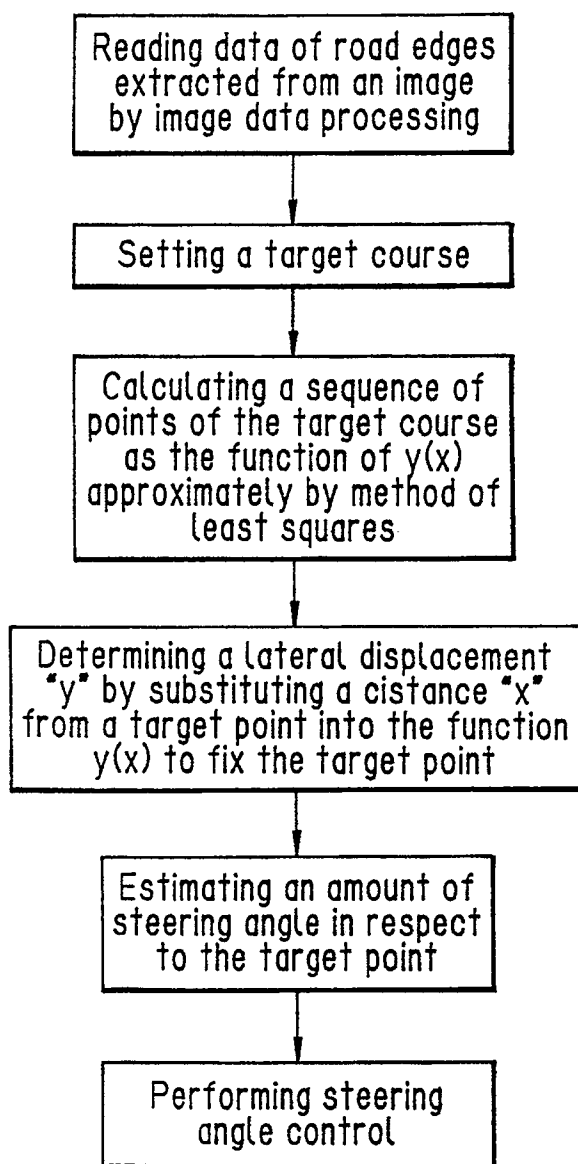 Reading data of road edges
extracted from an image
by image data processing
Setting a target course
Calculating a sequence of
points of the target course
as the function of y(x)
approximately by method of
least squares
Determining a lateral displacement
"y" by substituting a cistance "x"
from a target point into the function
y(x) to fix the target point
Estimating an amount of
steering angle in respect
to the target point
Performing steering
angle control